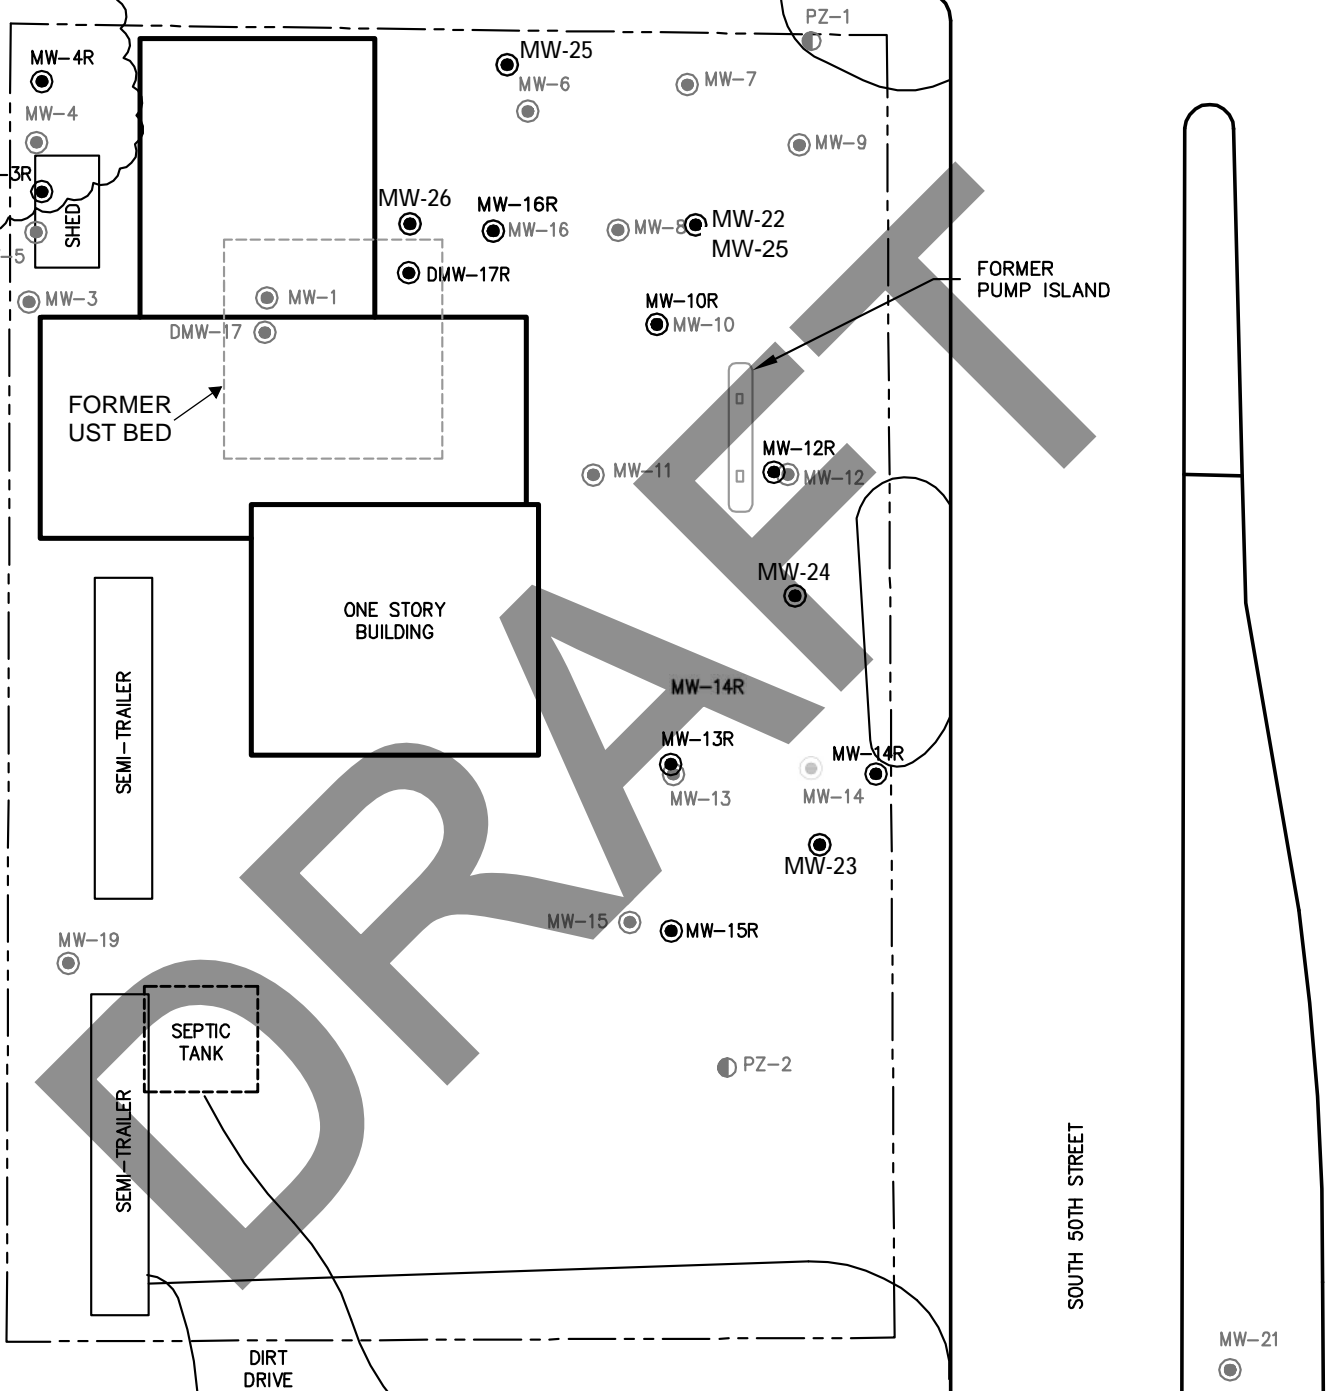 PZ-1
MW-25
MW-4R
MW-6
MW-7
MW-4
MW-9
-3R
MW-26
MW-16R
SHED
MW-16
MW-8
MW-22
MW-25
-5
DMW-17R
FORMER
PUMP ISLAND
MW-3
MW-1
MW-10R
MW-10
DMW-17
FORMER
UST BED
MW-12R
MW-11
MW-12
MW-24
ONE STORY
BUILDING
MW-14R
SEMI-TRAILER
MW-13R
MW-14R
MW-13
MW-14
MW-23
MW-15
MW-15R
MW-19
SEPTIC
TANK
PZ-2
SEMI-TRAILER
SOUTH 50TH STREET
MW-21
DIRT
DRIVE
DRAFT